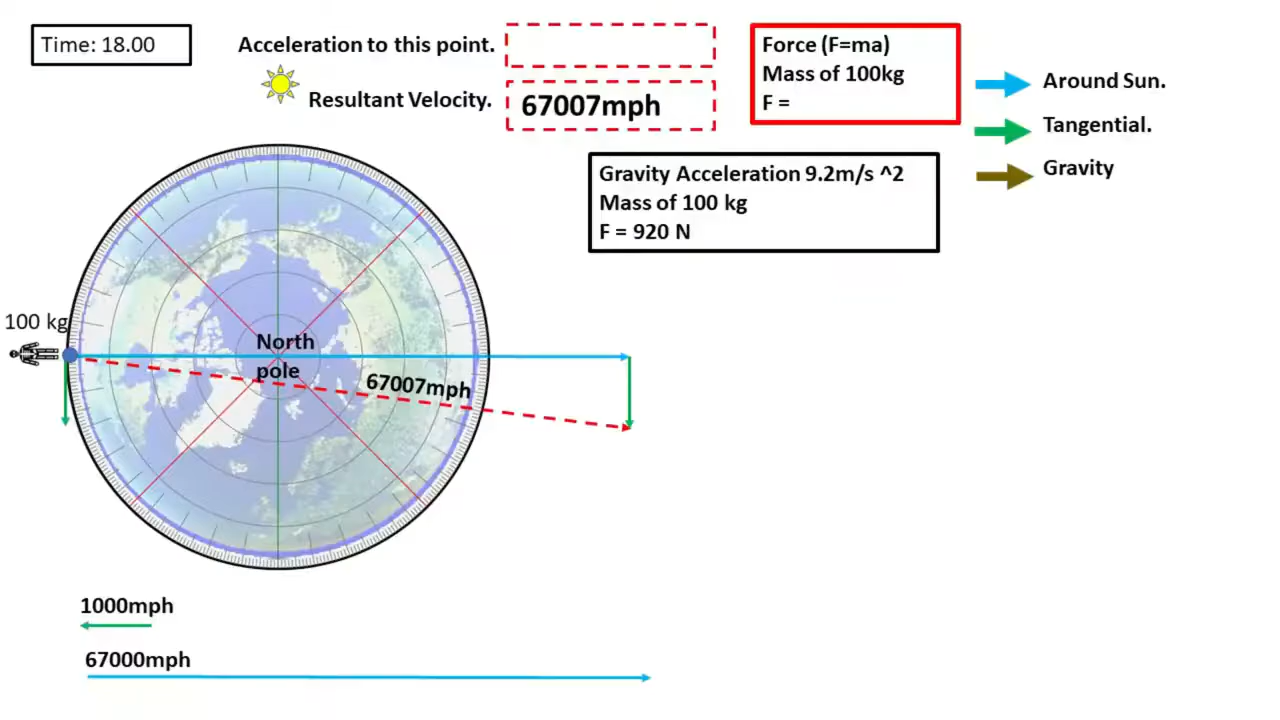 Time: 18.00
Acceleration to this point.
Resultant Velocity.
67007mph
Force (F=ma)
Mass of 100kg
F =
Around Sun.
Tangential.
Gravity
Gravity Acceleration 9.2m/s ^2
Mass of 100 kg
F = 920 N
100 kg
North
pole
67007mph
1000mph
67000mph